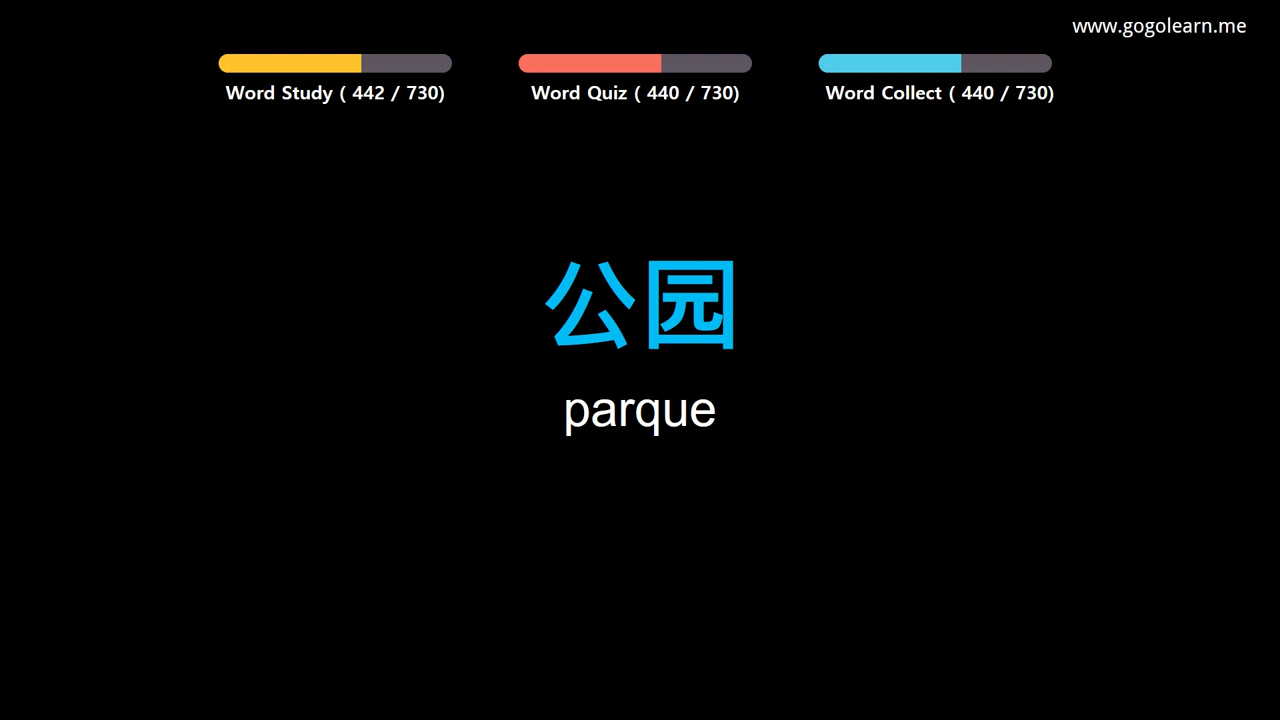 www.gogolearn.me
Word Study ( 442 / 730)
Word Quiz ( 440 / 730)
Word Collect ( 440 / 730)
公园
parque